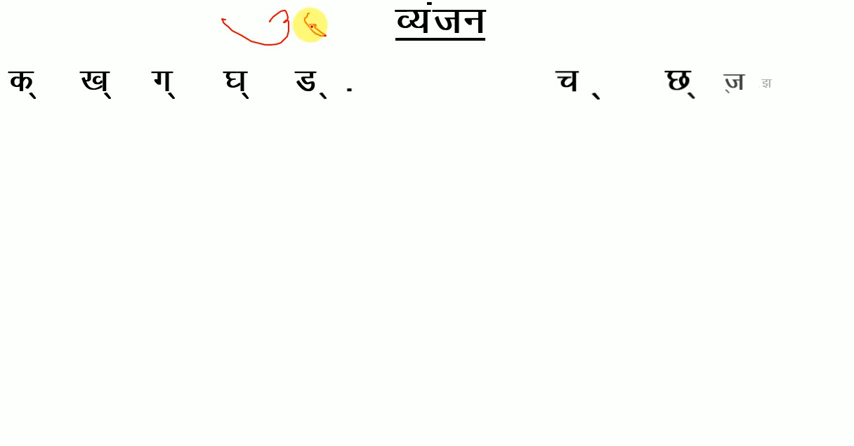 व्यंजन
क् ख् ग् घ् ड् . च ् छ् ज् झ